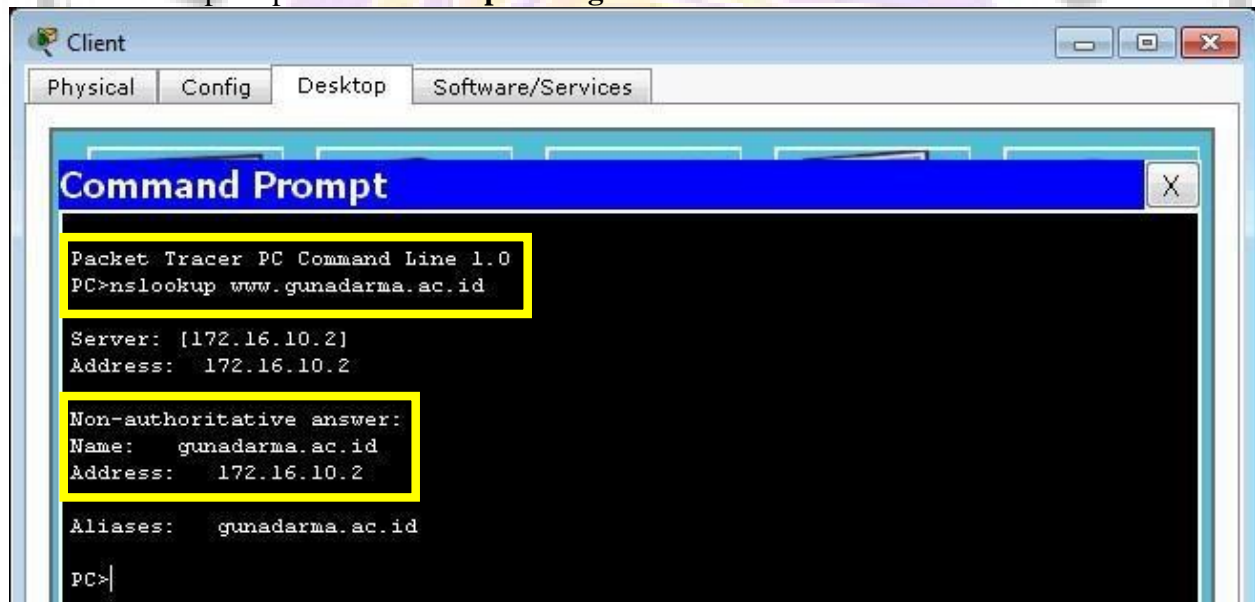 Client
Physical Config Desktop Software/Services
Command Prompt
X
Packet Tracer PC Command Line 1.0
PC>nslookup www.gunadarma.ac.id
Server: [172.16.10.2]
Address: 172.16.10.2
Non-authoritative answer:
Name: gunadarma.ac.id
Address: 172.16.10.2
Aliases: gunadarma.ac.id
PC>